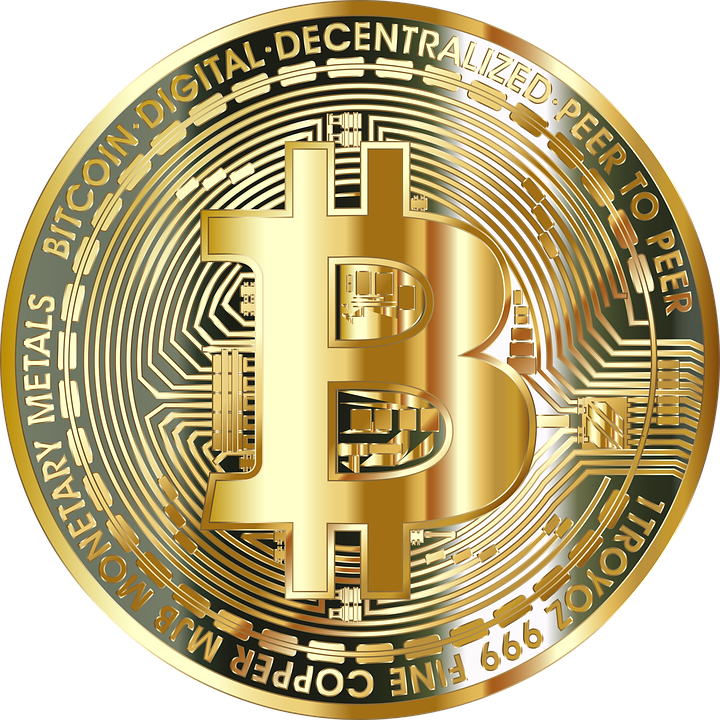 BITCOIN·DIGITAL·DECENTRALIZED·PEER TO PEER
1TROYOZ 999 FINE COPPER MJB MONETARY METALS